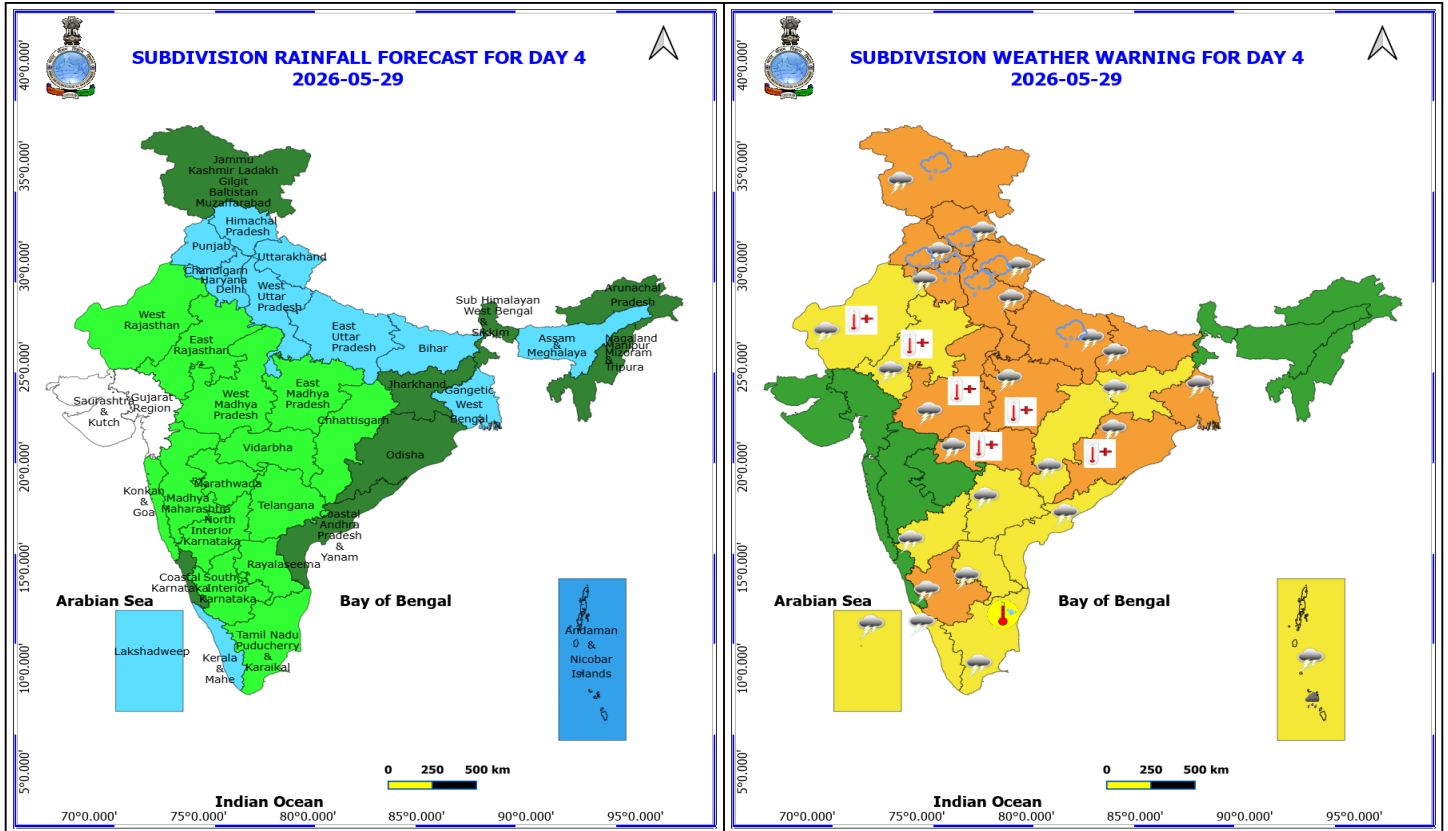 SUBDIVISION RAINFALL FORECAST FOR DAY 4
2026-05-29
40°0.000'
35°0.000'
30°0.000'
25°0.000'
20°0.000'
15°0.000'
10°0.000'
5°0.000'
Jammu
Kashmir Ladakh
Gilgit
Baltistan
Muzaffarabad
Himachal
Pradesh
Punjab
Uttarakhand
Chandigarh
Haryana
Delhi
West
Uttar
Pradesh
Arunachal
Pradesh
Sub Himalayan
West Bengal
&
Sikkim
West
Rajasthan
East
Rajasthan
East
Uttar
Pradesh
Bihar
Assam
&
Meghalaya
Nagaland
Manipur
Mizoram
&
Tripura
Jharkhand
Gangetic
West
Bengal
Saurashtra
&
Kutch
Gujarat
Region
West
Madhya
Pradesh
East
Madhya
Pradesh
Chhattisgarh
Vidarbha
Odisha
Marathwada
Konkan
&
Goa
Madhya
Maharashtra
Telangana
North
Interior
Karnataka
Coastal
Andhra
Pradesh
&
Yanam
Rayalaseema
Coastal
Karnataka
South
Interior
Karnataka
Arabian Sea
Bay of Bengal
Tamil Nadu
Puducherry
&
Karaikal
Lakshadweep
Kerala
&
Mahe
Andaman
&
Nicobar
Islands
0 250 500 km
Indian Ocean
70°0.000' 75°0.000' 80°0.000' 85°0.000' 90°0.000' 95°0.000'
SUBDIVISION WEATHER WARNING FOR DAY 4
2026-05-29
40°0.000'
35°0.000'
30°0.000'
25°0.000'
20°0.000'
15°0.000'
10°0.000'
5°0.000'
Arabian Sea
Bay of Bengal
0 250 500 km
Indian Ocean
70°0.000' 75°0.000' 80°0.000' 85°0.000' 90°0.000' 95°0.000'